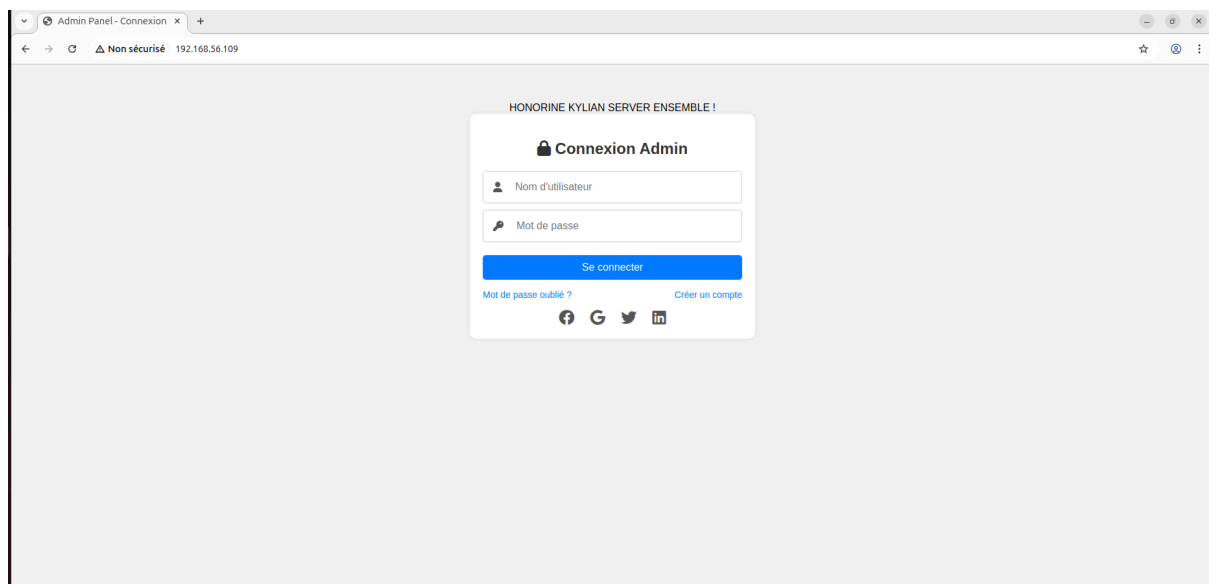 Admin Panel - Connexion
Non sécurisé 192.168.56.109
HONORINE KYLIAN SERVER ENSEMBLE !
Connexion Admin
Nom d'utilisateur
Mot de passe
Se connecter
Mot de passe oublié ? Créer un compte